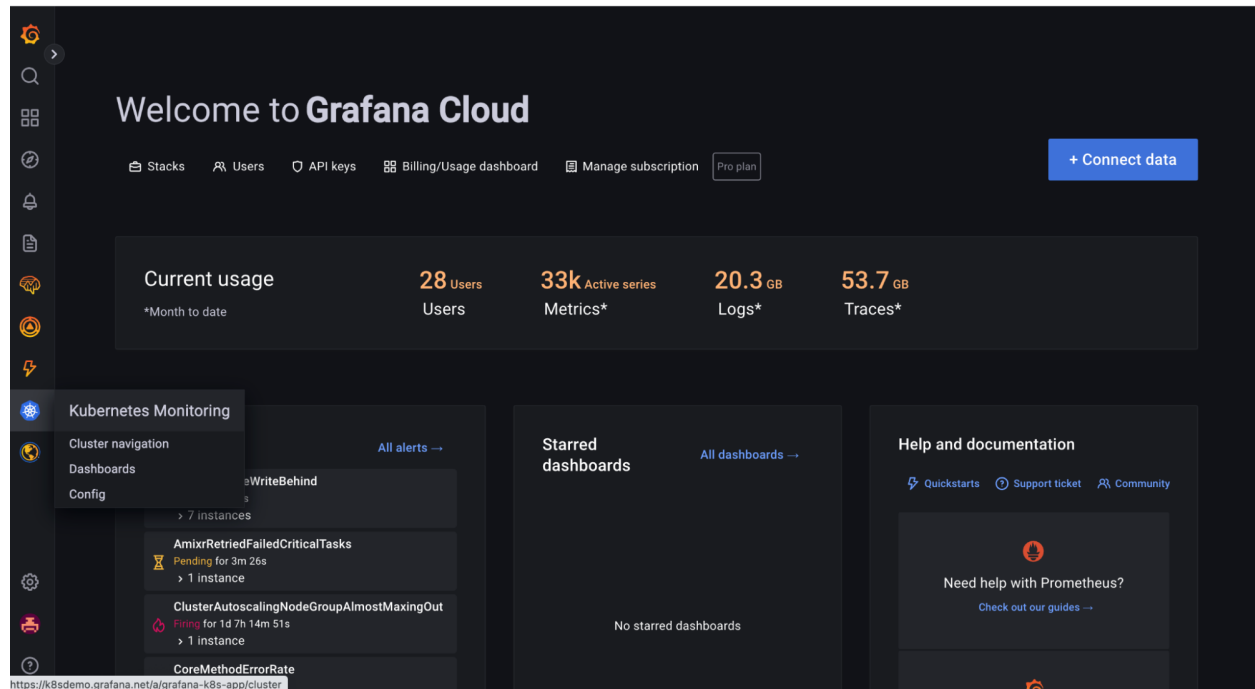 Welcome to Grafana Cloud
Stacks Users API keys Billing/Usage dashboard Manage subscription Pro plan
+ Connect data
Current usage
*Month to date
28 Users
Users
33k Active series
Metrics*
20.3 GB
Logs*
53.7 GB
Traces*
Kubernetes Monitoring
Cluster navigation
Dashboards
Config
All alerts →
eWriteBehind
s
> 7 instances
AmixrRetriedFailedCriticalTasks
Pending for 3m 26s
> 1 instance
ClusterAutoscalingNodeGroupAlmostMaxingOut
Firing for 1d 7h 14m 51s
> 1 instance
CoreMethodErrorRate
Starred
dashboards
All dashboards →
No starred dashboards
Help and documentation
Quickstarts Support ticket Community
Need help with Prometheus?
Check out our guides →
https://k8sdemo.grafana.net/a/grafana-k8s-app/cluster